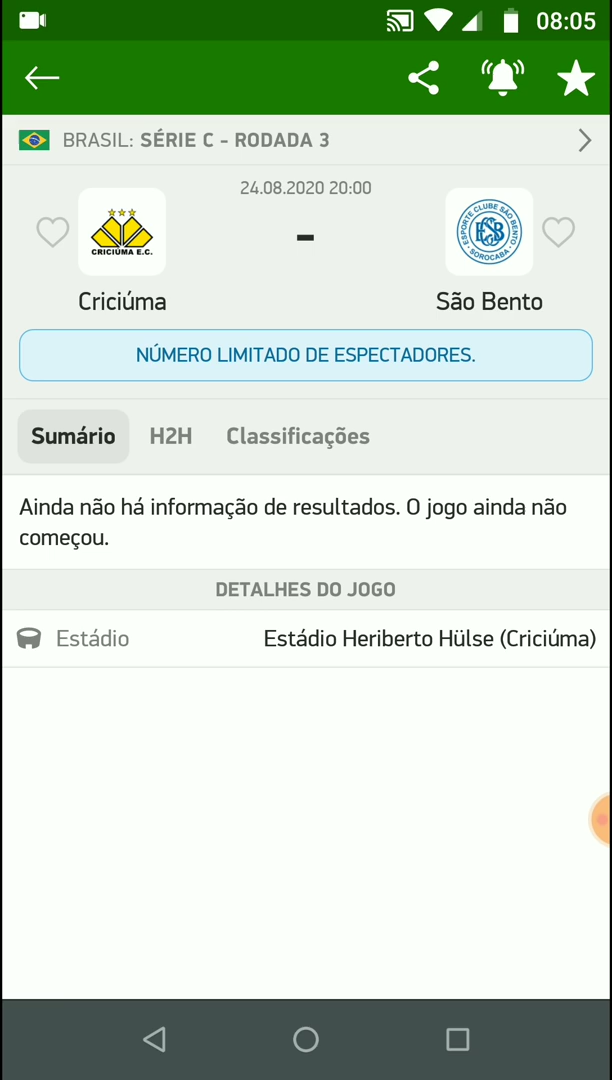 08:05
BRASIL: SÉRIE C - RODADA 3
24.08.2020 20:00
-
CRICIÚMA E.C.
ESPORTE CLUBE SÃO BENTO
ESB
SOROCABA
Criciúma
São Bento
NÚMERO LIMITADO DE ESPECTADORES.
Sumário H2H Classificações
Ainda não há informação de resultados. O jogo ainda não
começou.
DETALHES DO JOGO
Estádio Estádio Heriberto Hülse (Criciúma)